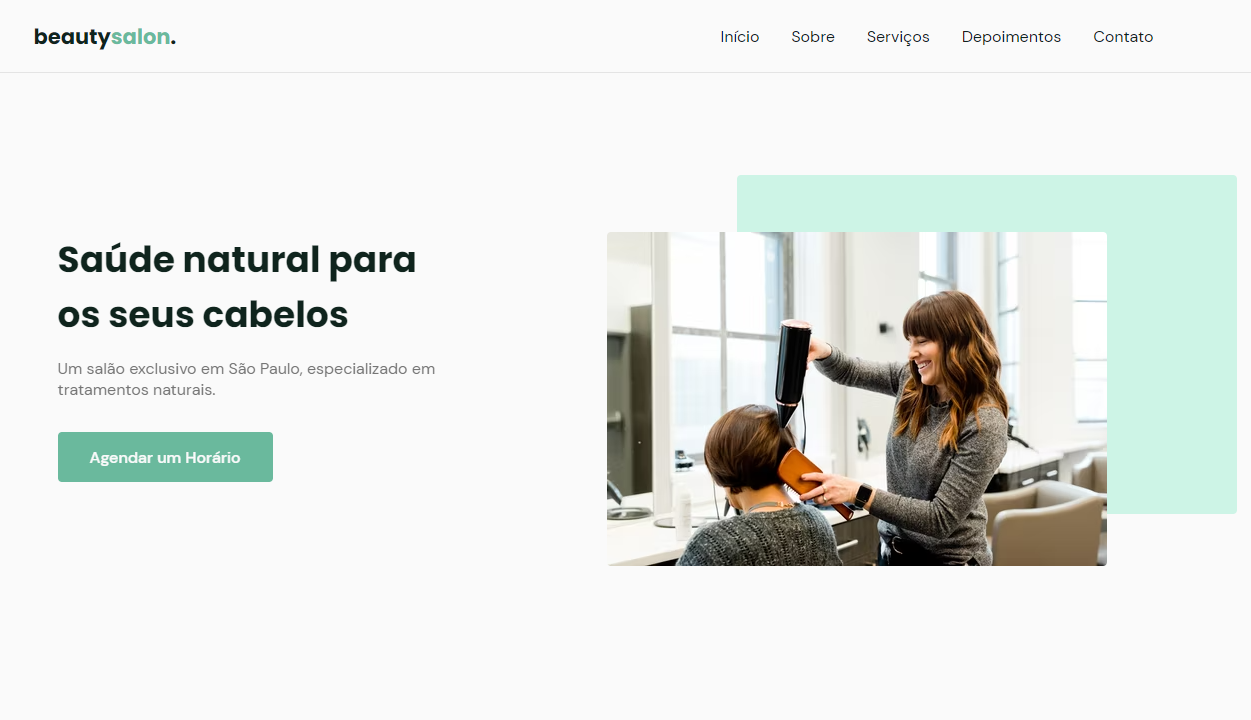 beautysalon.
Início Sobre Serviços Depoimentos Contato
Saúde natural para
os seus cabelos
Um salão exclusivo em São Paulo, especializado em
tratamentos naturais.
Agendar um Horário